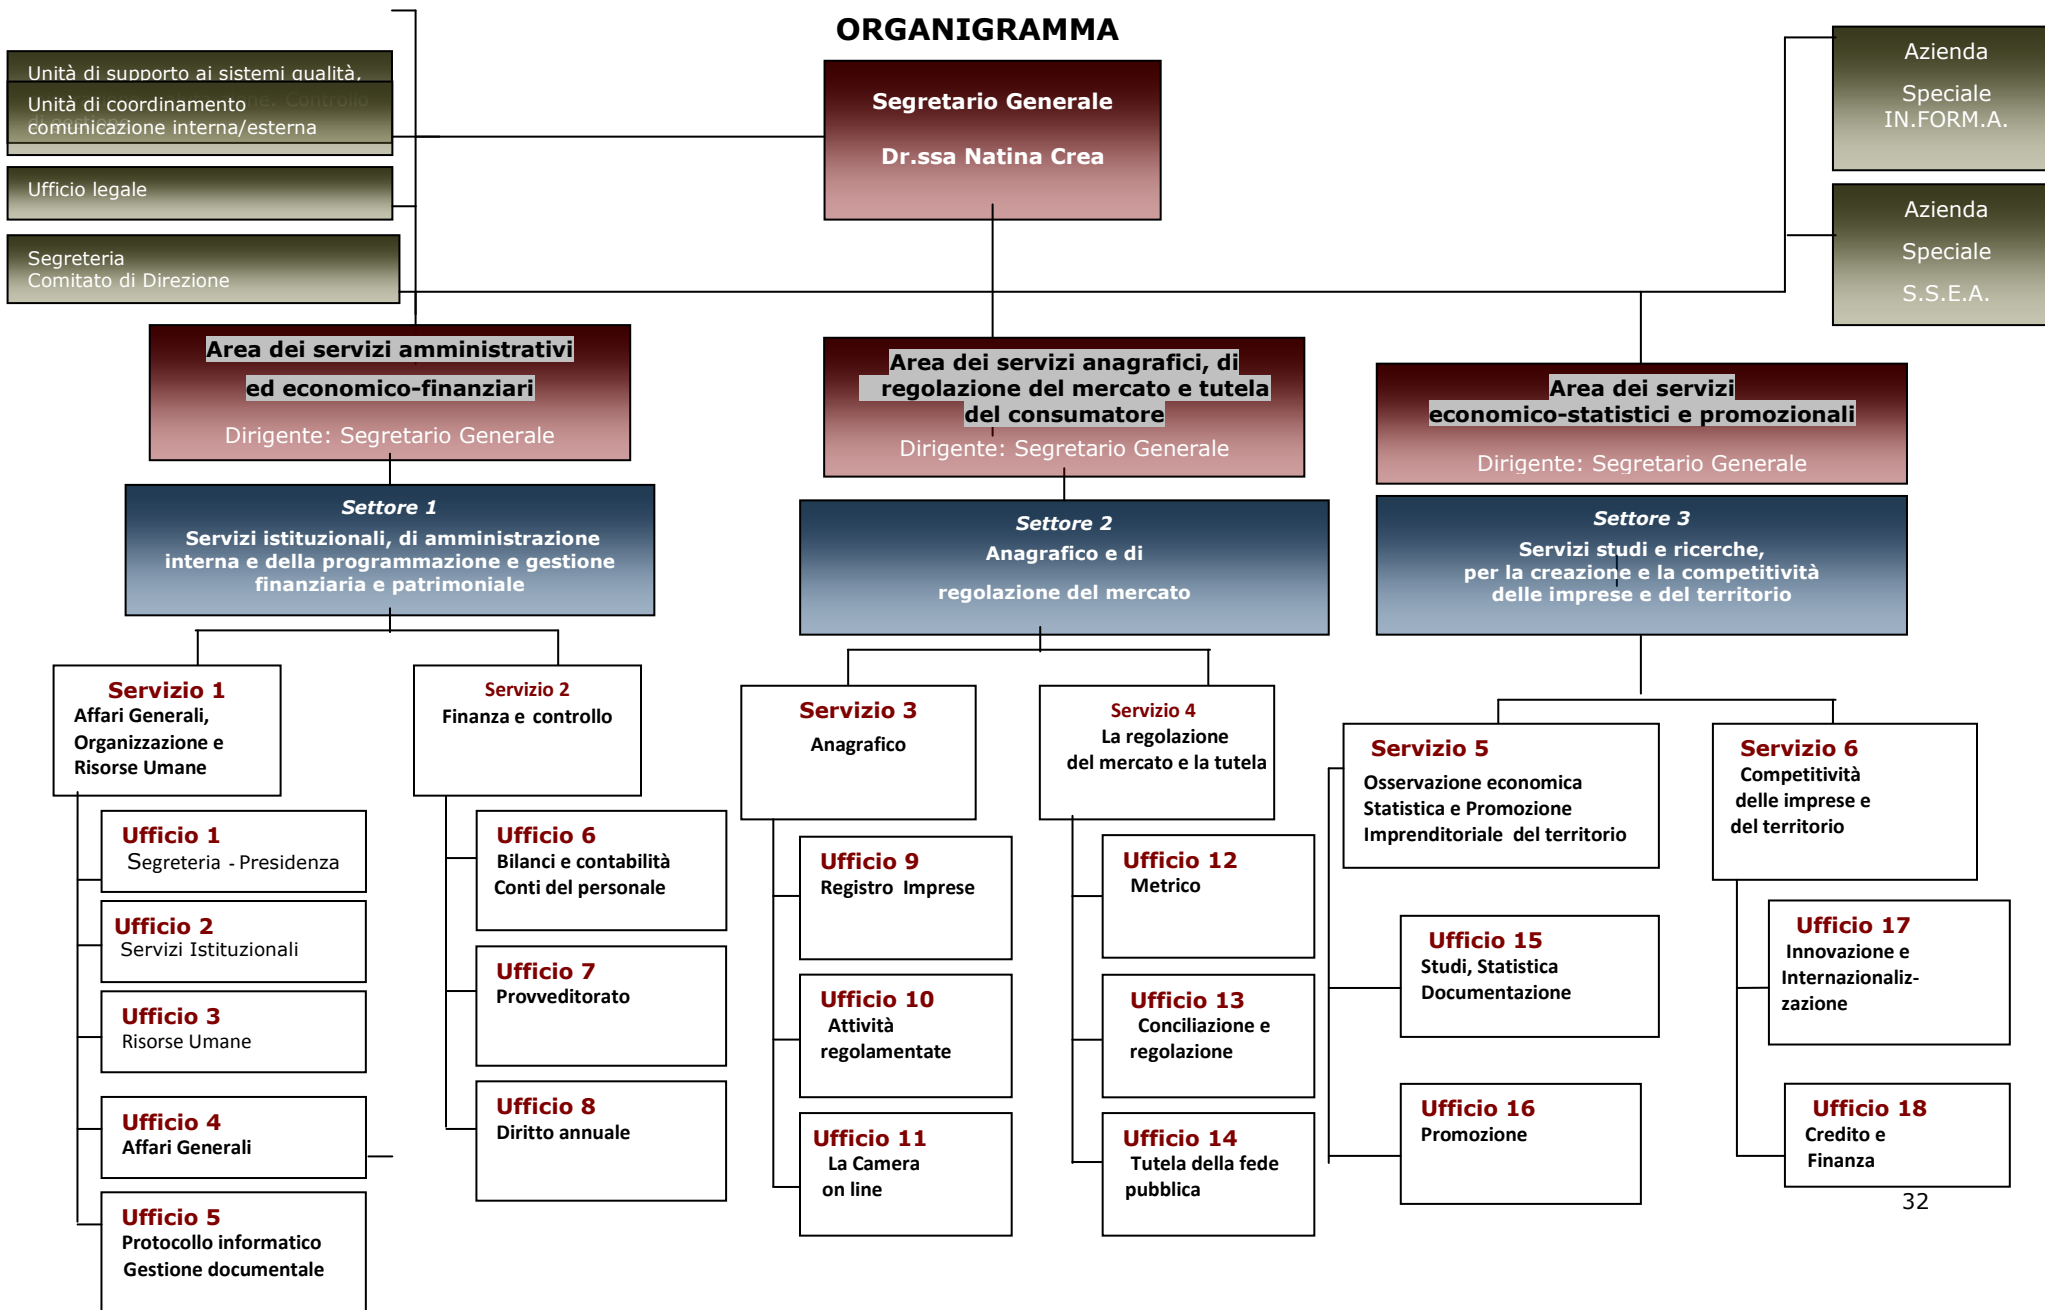 ORGANIGRAMMA
Unità di supporto ai sistemi qualità,
Unità di coordinamento
comunicazione interna/esterna
Ufficio legale
Segreteria
Comitato di Direzione
Segretario Generale
Dr.ssa Natina Crea
Azienda
Speciale
IN.FORM.A.
Azienda
Speciale
S.S.E.A.
Area dei servizi amministrativi
ed economico-finanziari
Dirigente: Segretario Generale
Area dei servizi anagrafici, di
regolazione del mercato e tutela
del consumatore
Dirigente: Segretario Generale
Area dei servizi
economico-statistici e promozionali
Dirigente: Segretario Generale
Settore 1
Servizi istituzionali, di amministrazione
interna e della programmazione e gestione
finanziaria e patrimoniale
Settore 2
Anagrafico e di
regolazione del mercato
Settore 3
Servizi studi e ricerche,
per la creazione e la competitività
delle imprese e del territorio
Servizio 1
Affari Generali,
Organizzazione e
Risorse Umane
Ufficio 1
Segreteria - Presidenza
Ufficio 2
Servizi Istituzionali
Ufficio 3
Risorse Umane
Ufficio 4
Affari Generali
Ufficio 5
Protocollo informatico
Gestione documentale
Servizio 2
Finanza e controllo
Ufficio 6
Bilanci e contabilità
Conti del personale
Ufficio 7
Provveditorato
Ufficio 8
Diritto annuale
Servizio 3
Anagrafico
Ufficio 9
Registro Imprese
Ufficio 10
Attività
regolamentate
Ufficio 11
La Camera
on line
Servizio 4
La regolazione
del mercato e la tutela
Ufficio 12
Metrico
Ufficio 13
Conciliazione e
regolazione
Ufficio 14
Tutela della fede
pubblica
Servizio 5
Osservazione economica
Statistica e Promozione
Imprenditoriale del territorio
Ufficio 15
Studi, Statistica
Documentazione
Ufficio 16
Promozione
Servizio 6
Competitività
delle imprese e
del territorio
Ufficio 17
Innovazione e
Internazionaliz-
zazione
Ufficio 18
Credito e
Finanza
32